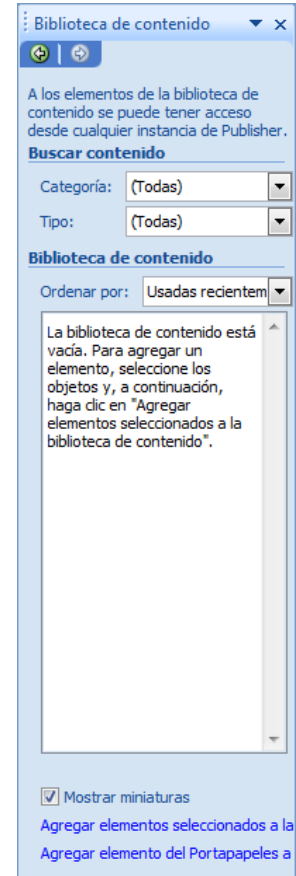 Biblioteca de contenido
A los elementos de la biblioteca de
contenido se puede tener acceso
desde cualquier instancia de Publisher.
Buscar contenido
Categoría: (Todas)
Tipo: (Todas)
Biblioteca de contenido
Ordenar por: Usadas recientem
La biblioteca de contenido está
vacía. Para agregar un
elemento, seleccione los
objetos y, a continuación,
haga clic en "Agregar
elementos seleccionados a la
biblioteca de contenido".
Mostrar miniaturas
Agregar elementos seleccionados a la
Agregar elemento del Portapapeles a